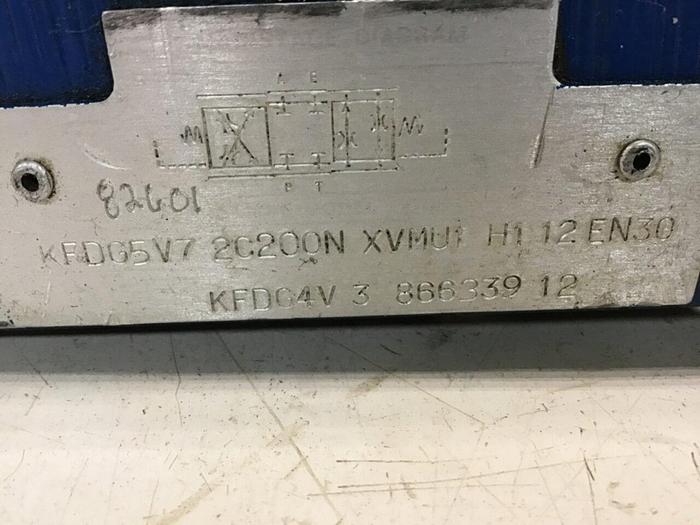 A B
P T
82601
KFDG5V7 2C200N XVMU1 H1 12 EN30
KFDG4V 3 866339 12